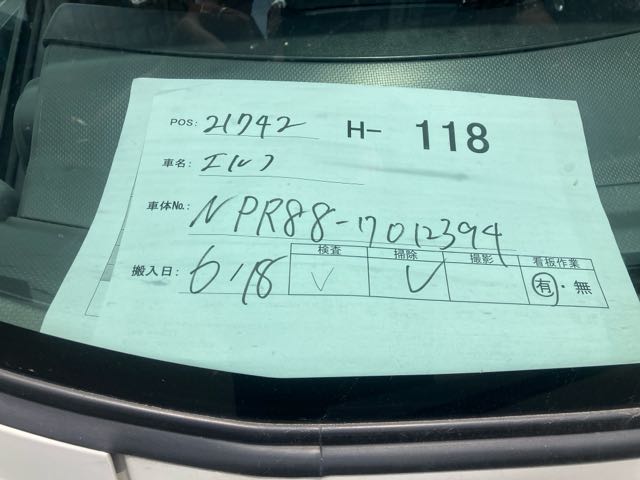 POS: 21742 H- 118
車名: エルフ
車体No.: NPR88-7012394
検査 掃除 撮影 看板作業
搬入日: 6/18 ✓ ✓ 有・無